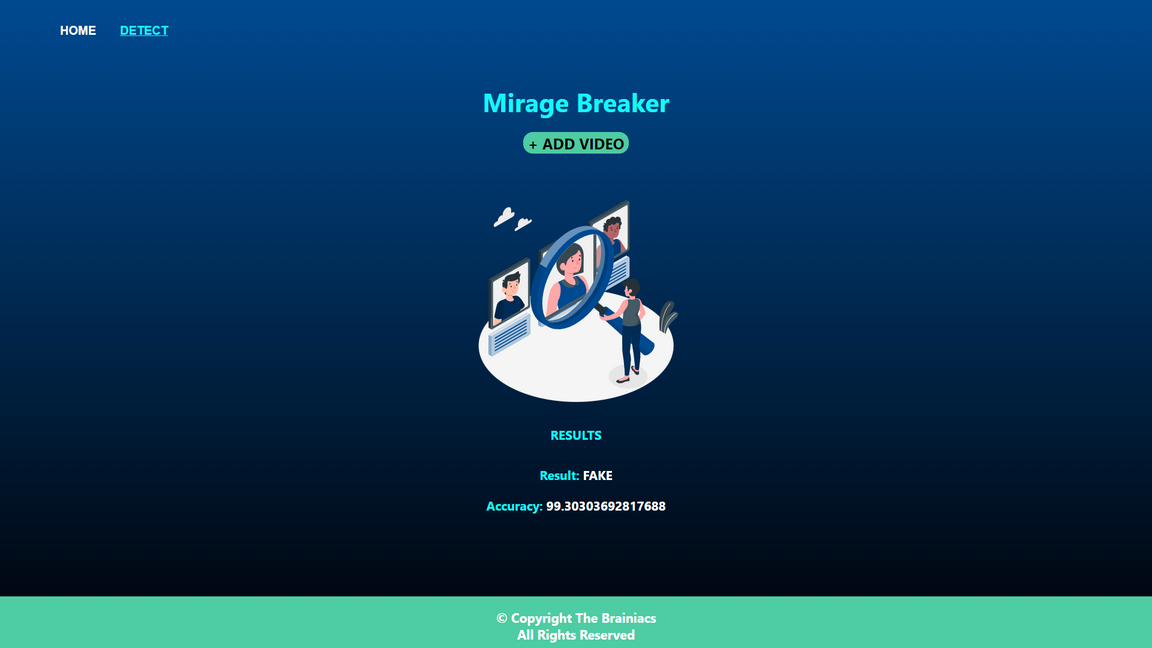 HOME DETECT
Mirage Breaker
+ ADD VIDEO
RESULTS
Result: FAKE
Accuracy: 99.30303692817688
© Copyright The Brainiacs
All Rights Reserved